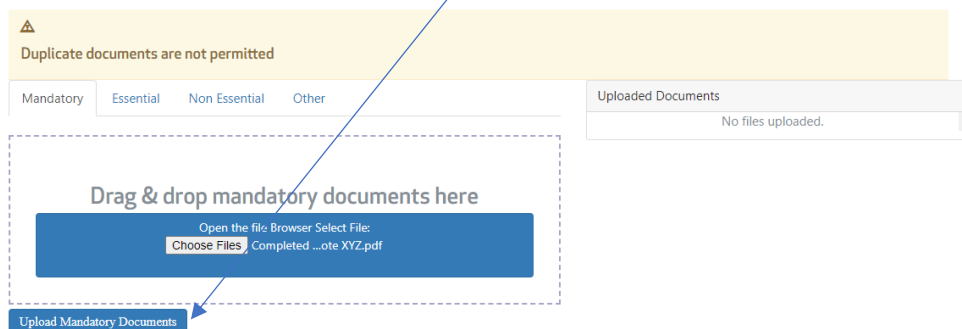 Duplicate documents are not permitted
Mandatory Essential Non Essential Other
Uploaded Documents
No files uploaded.
Drag & drop mandatory documents here
Open the file Browser Select File:
Choose Files Completed ...ote XYZ.pdf
Upload Mandatory Documents